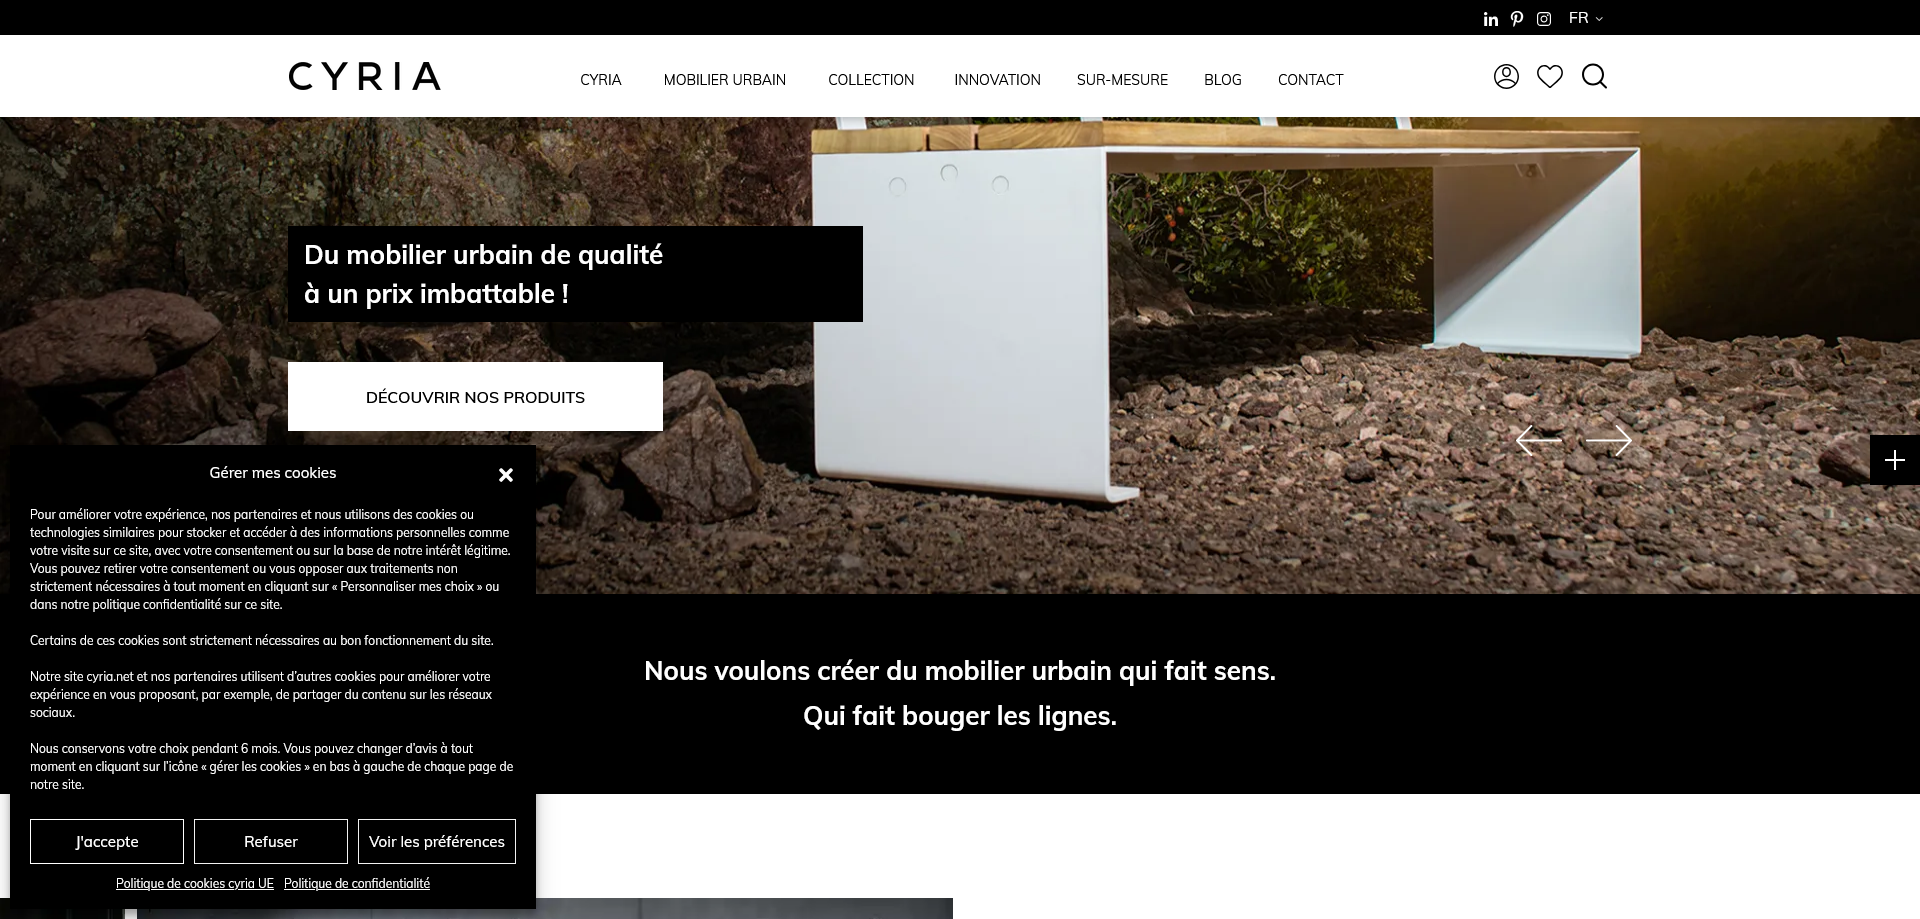 FR
CYRIA
CYRIA
MOBILIER URBAIN
COLLECTION
INNOVATION
SUR-MESURE
BLOG
CONTACT
Du mobilier urbain de qualité
à un prix imbattable !
DÉCOUVRIR NOS PRODUITS
Nous voulons créer du mobilier urbain qui fait sens.
Qui fait bouger les lignes.
Gérer mes cookies
Pour améliorer votre expérience, nos partenaires et nous utilisons des cookies ou
technologies similaires pour stocker et accéder à des informations personnelles comme
votre visite sur ce site, avec votre consentement ou sur la base de notre intérêt légitime.
Vous pouvez retirer votre consentement ou vous opposer aux traitements non
strictement nécessaires à tout moment en cliquant sur « Personnaliser mes choix » ou
dans notre politique confidentialité sur ce site.
Certains de ces cookies sont strictement nécessaires au bon fonctionnement du site.
Notre site cyria.net et nos partenaires utilisent d'autres cookies pour améliorer votre
expérience en vous proposant, par exemple, de partager du contenu sur les réseaux
sociaux.
Nous conservons votre choix pendant 6 mois. Vous pouvez changer d'avis à tout
moment en cliquant sur l'icône « gérer les cookies » en bas à gauche de chaque page de
notre site.
J'accepte
Refuser
Voir les préférences
Politique de cookies cyria UE
Politique de confidentialité